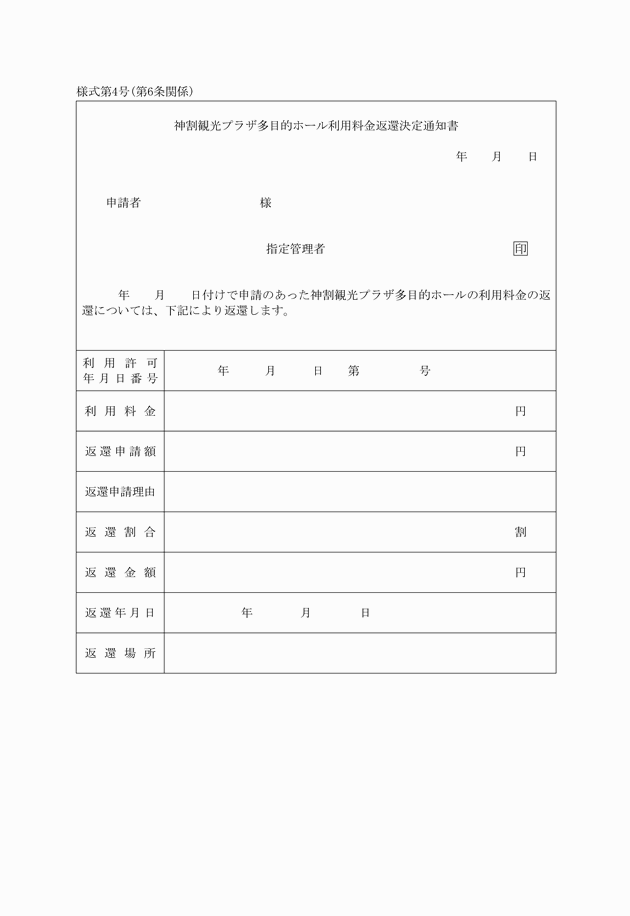 様式第4号(第6条関係)
神割観光プラザ多目的ホール利用料金返還決定通知書
年　　月　　日
申請者　　　　　　　　　　様
指定管理者　　　　　　　　　　　　　　　　印
年　　月　　日付けで申請のあった神割観光プラザ多目的ホールの利用料金の返
還については、下記により返還します。
利用許可
年月日番号
年　　　月　　　日　　第　　　　　号
利用料金　　円
返還申請額　　円
返還申請理由
返還割合　　割
返還金額　　円
返還年月日　　年　　　　月　　　　日
返還場所